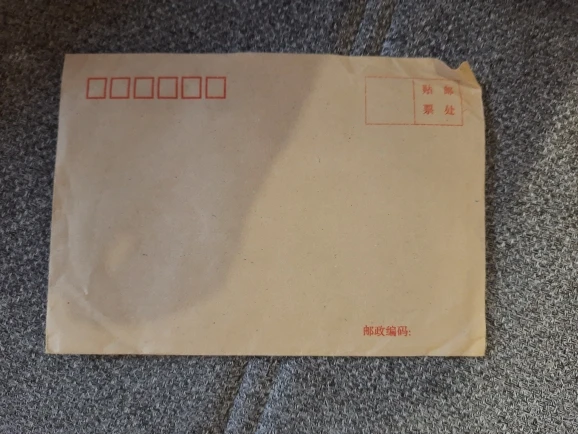 贴 邮
票 处
邮政编码: